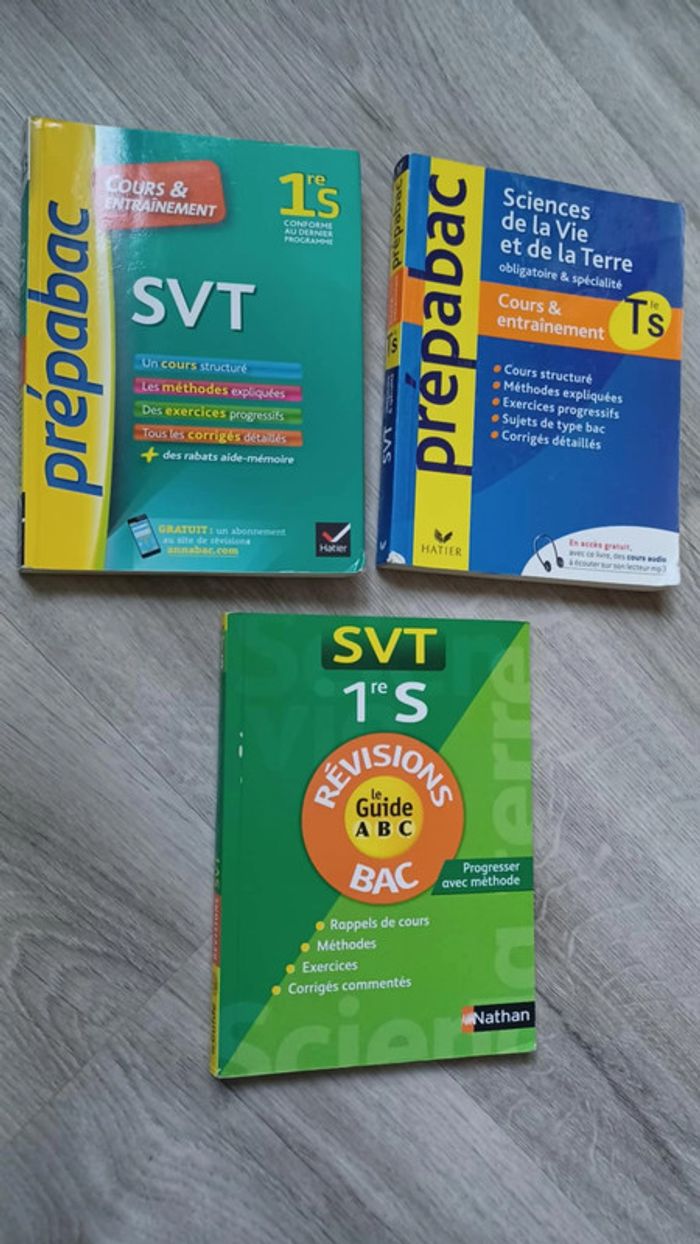 prépabac
COURS &
ENTRAÎNEMENT
1re S
CONFORME
AU DERNIER
PROGRAMME
SVT
Un cours structuré
Les méthodes expliquées
Des exercices progressifs
Tous les corrigés détaillés
+ des rabats aide-mémoire
GRATUIT : un abonnement
au site de révisions
annabac.com
Hatier
prépabac
Tle S
SVT
prépabac
Sciences
de la Vie
et de la Terre
obligatoire & spécialité
Cours &
entraînement
Tle S
• Cours structuré
• Méthodes expliquées
• Exercices progressifs
• Sujets de type bac
• Corrigés détaillés
HATIER
En accès gratuit,
avec ce livre, des cours audio
à écouter sur son lecteur mp3
SVT
1re S
RÉVISIONS
le
Guide
ABC
BAC
Progresser
avec méthode
• Rappels de cours
• Méthodes
• Exercices
• Corrigés commentés
Nathan
RÉVISIONS SVT